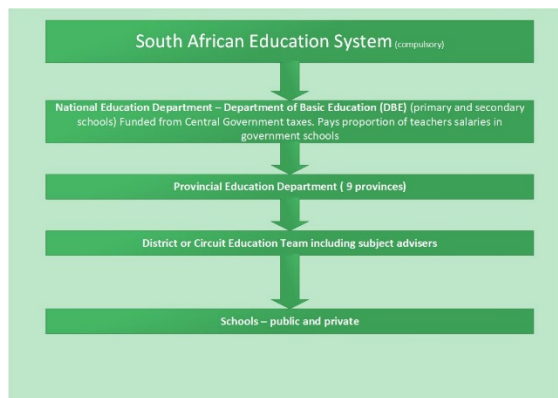 South African Education System (compulsory)
National Education Department – Department of Basic Education (DBE) (primary and secondary
schools) Funded from Central Government taxes. Pays proportion of teachers salaries in
government schools
Provincial Education Department ( 9 provinces)
District or Circuit Education Team including subject advisers
Schools – public and private